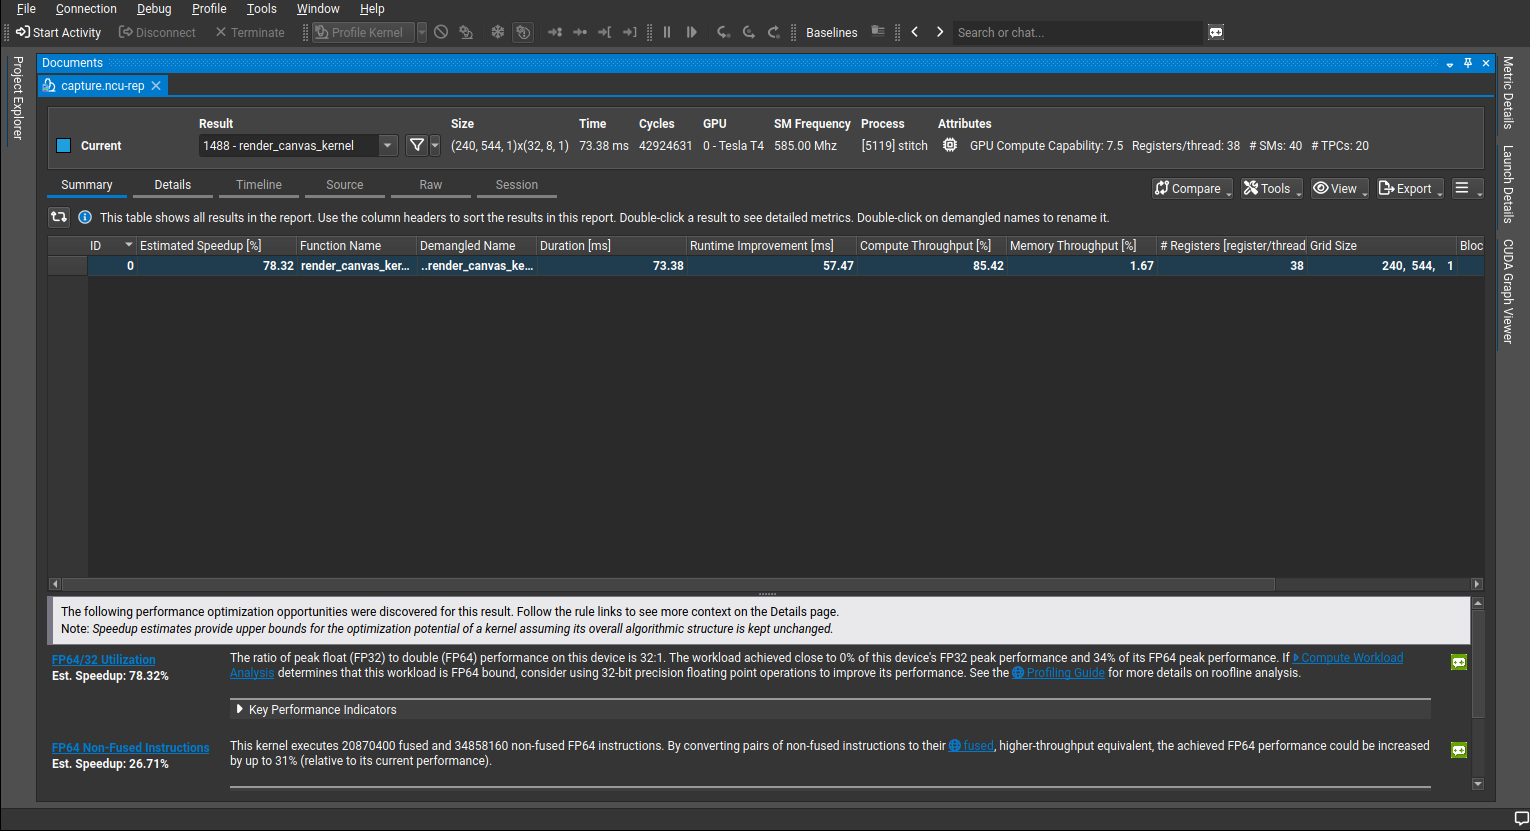 File Connection Debug Profile Tools Window Help
Start Activity Disconnect Terminate Profile Kernel Baselines Search or chat...
Documents
capture.ncu-rep
Project Explorer
Metric Details
Launch Details
CUDA Graph Viewer
Result Size Time Cycles GPU SM Frequency Process Attributes
Current 1488 - render_canvas_kernel (240, 544, 1)x(32, 8, 1) 73.38 ms 42924631 0 - Tesla T4 585.00 Mhz [5119] stitch GPU Compute Capability: 7.5 Registers/thread: 38 # SMs: 40 # TPCs: 20
Summary Details Timeline Source Raw Session Compare Tools View Export
This table shows all results in the report. Use the column headers to sort the results in this report. Double-click a result to see detailed metrics. Double-click on demangled names to rename it.
ID Estimated Speedup [%] Function Name Demangled Name Duration [ms] Runtime Improvement [ms] Compute Throughput [%] Memory Throughput [%] # Registers [register/thread Grid Size Bloc
0 78.32 render_canvas_ker... ..render_canvas_ke... 73.38 57.47 85.42 1.67 38 240, 544, 1
The following performance optimization opportunities were discovered for this result. Follow the rule links to see more context on the Details page.
Note: Speedup estimates provide upper bounds for the optimization potential of a kernel assuming its overall algorithmic structure is kept unchanged.
FP64/32 Utilization
Est. Speedup: 78.32%
The ratio of peak float (FP32) to double (FP64) performance on this device is 32:1. The workload achieved close to 0% of this device's FP32 peak performance and 34% of its FP64 peak performance. If Compute Workload
Analysis determines that this workload is FP64 bound, consider using 32-bit precision floating point operations to improve its performance. See the Profiling Guide for more details on roofline analysis.
Key Performance Indicators
FP64 Non-Fused Instructions
Est. Speedup: 26.71%
This kernel executes 20870400 fused and 34858160 non-fused FP64 instructions. By converting pairs of non-fused instructions to their fused, higher-throughput equivalent, the achieved FP64 performance could be increased
by up to 31% (relative to its current performance).